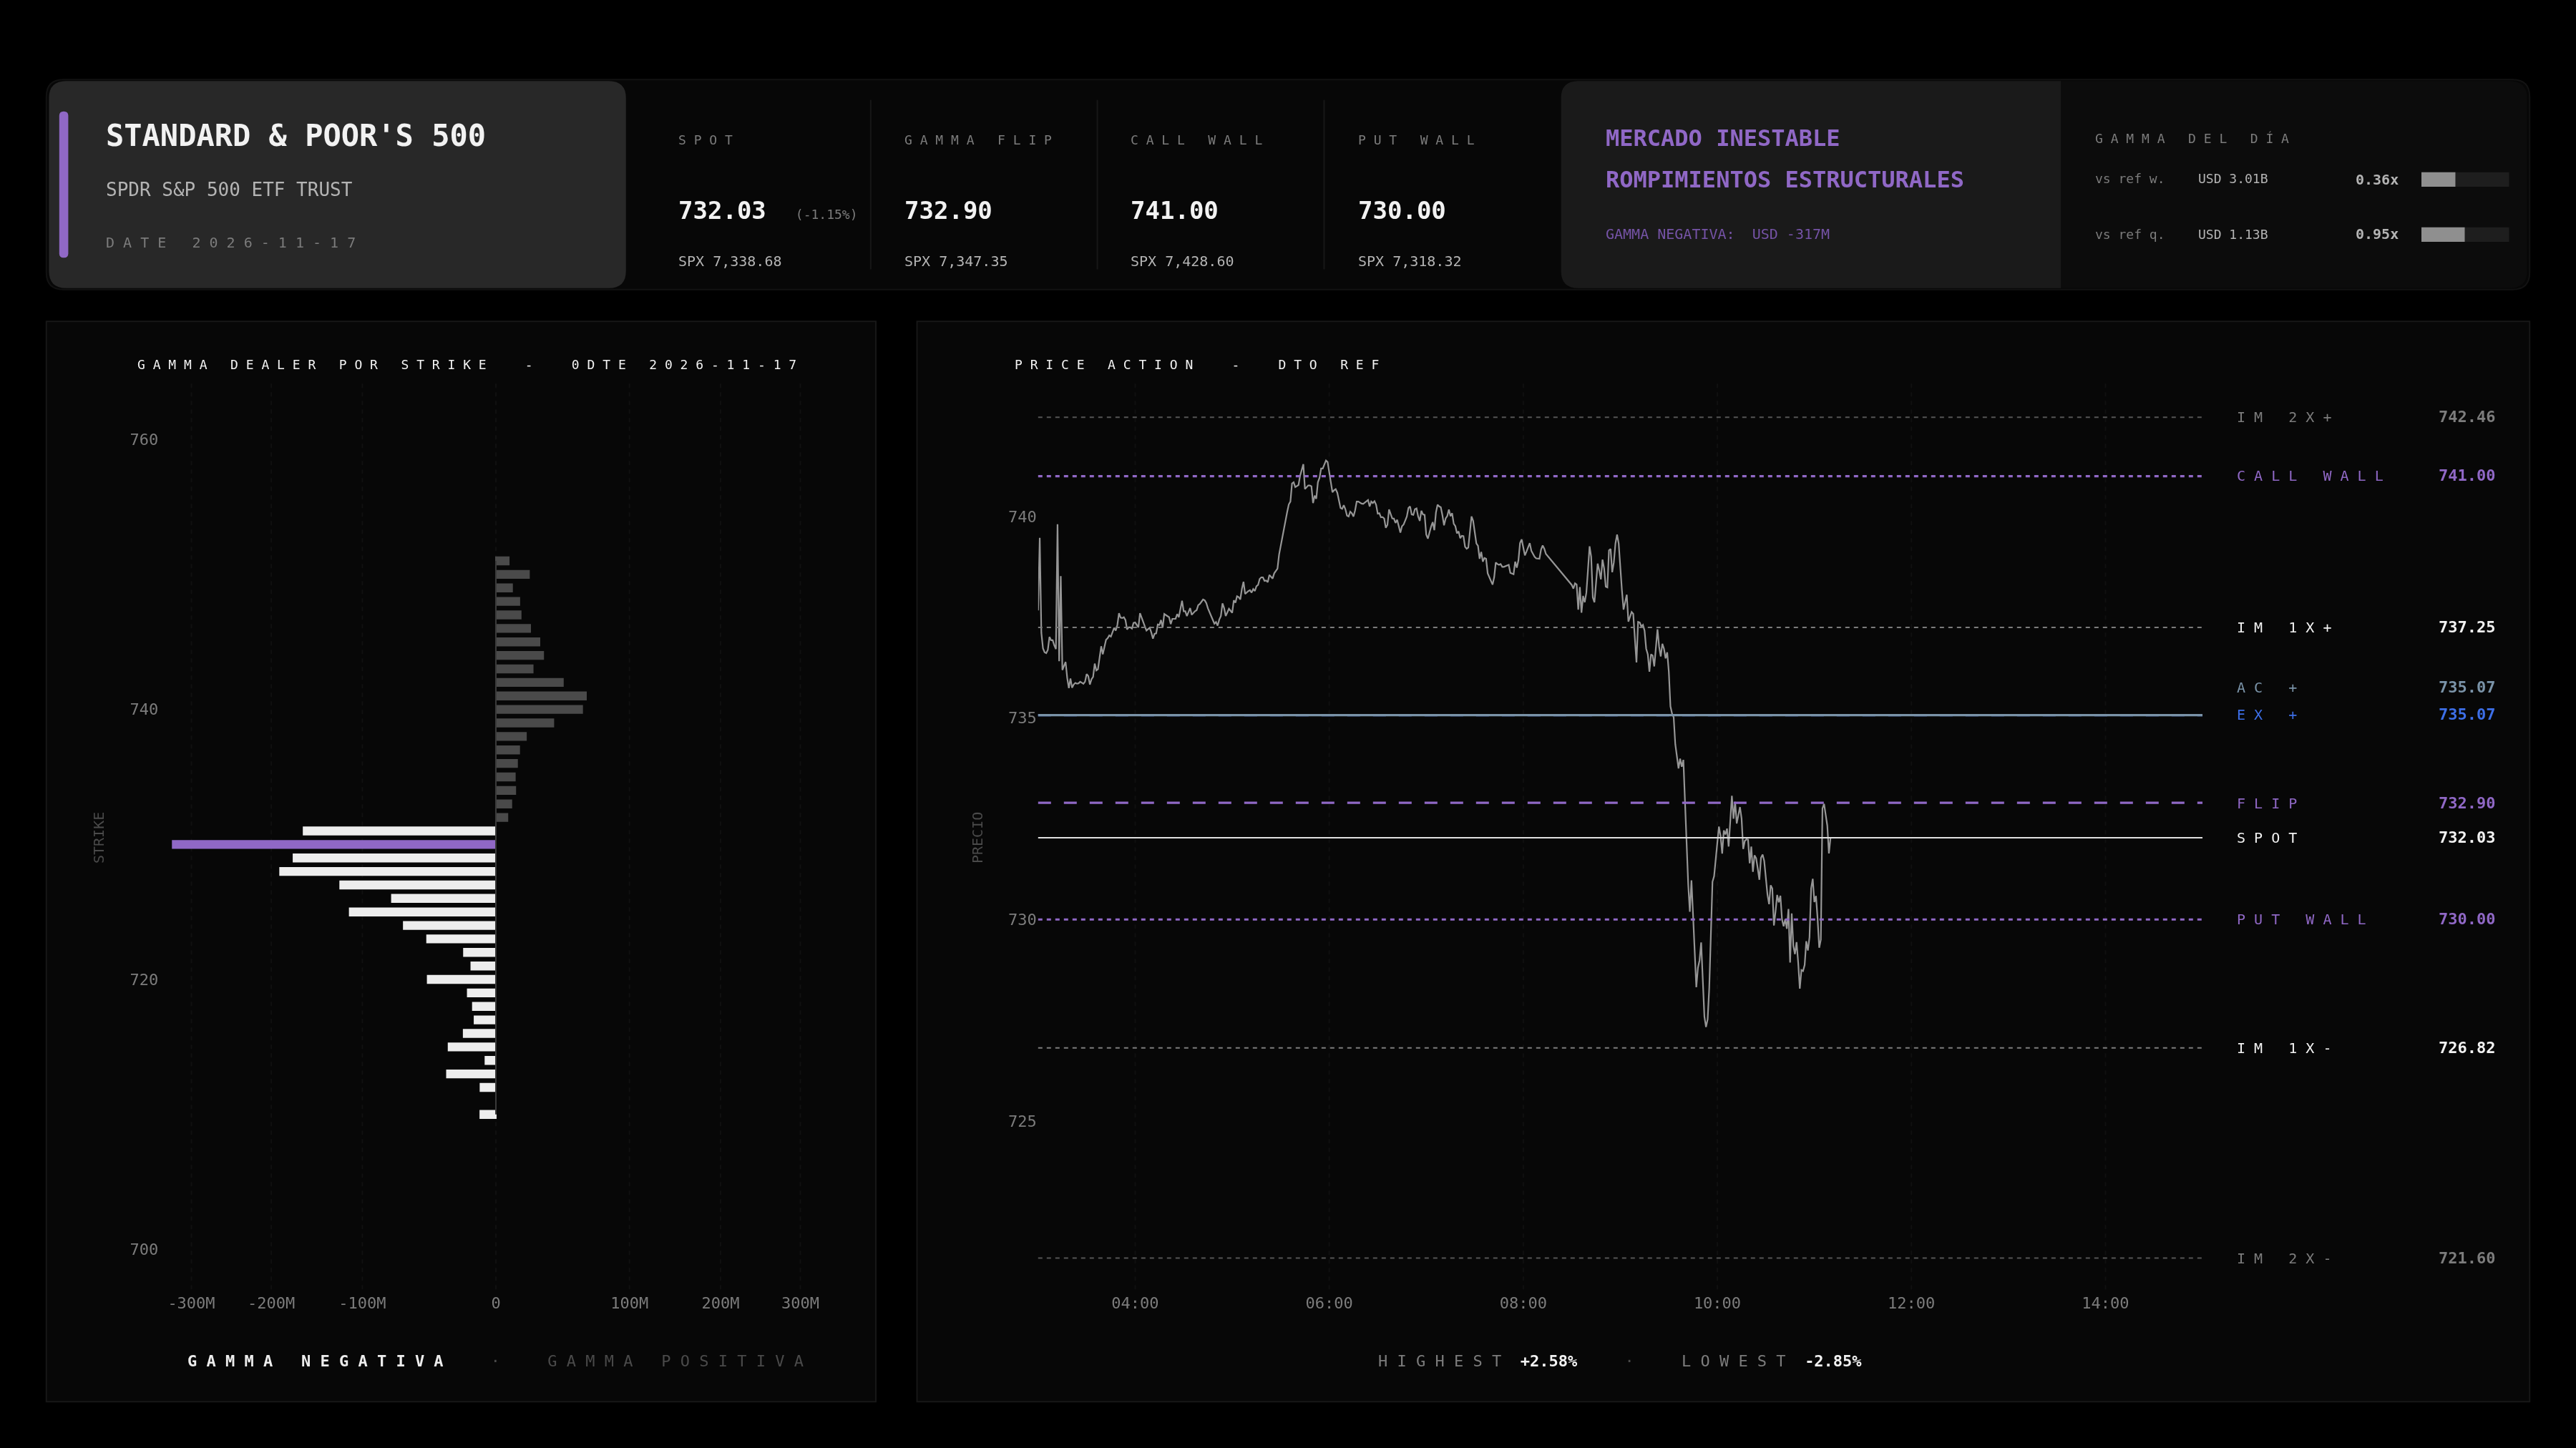 STANDARD & POOR'S 500
SPDR S&P 500 ETF TRUST
DATE 2026-11-17
SPOT
732.03 (-1.15%)
SPX 7,338.68
GAMMA FLIP
732.90
SPX 7,347.35
CALL WALL
741.00
SPX 7,428.60
PUT WALL
730.00
SPX 7,318.32
MERCADO INESTABLE
ROMPIMIENTOS ESTRUCTURALES
GAMMA NEGATIVA: USD -317M
GAMMA DEL DÍA
vs ref w. USD 3.01B 0.36x
vs ref q. USD 1.13B 0.95x
GAMMA DEALER POR STRIKE - 0DTE 2026-11-17
STRIKE
760
740
720
700
-300M -200M -100M 0 100M 200M 300M
GAMMA NEGATIVA · GAMMA POSITIVA
PRICE ACTION - DTO REF
PRECIO
740
735
730
725
IM 2X+ 742.46
CALL WALL 741.00
IM 1X+ 737.25
AC + 735.07
EX + 735.07
FLIP 732.90
SPOT 732.03
PUT WALL 730.00
IM 1X- 726.82
IM 2X- 721.60
04:00 06:00 08:00 10:00 12:00 14:00
HIGHEST +2.58% · LOWEST -2.85%